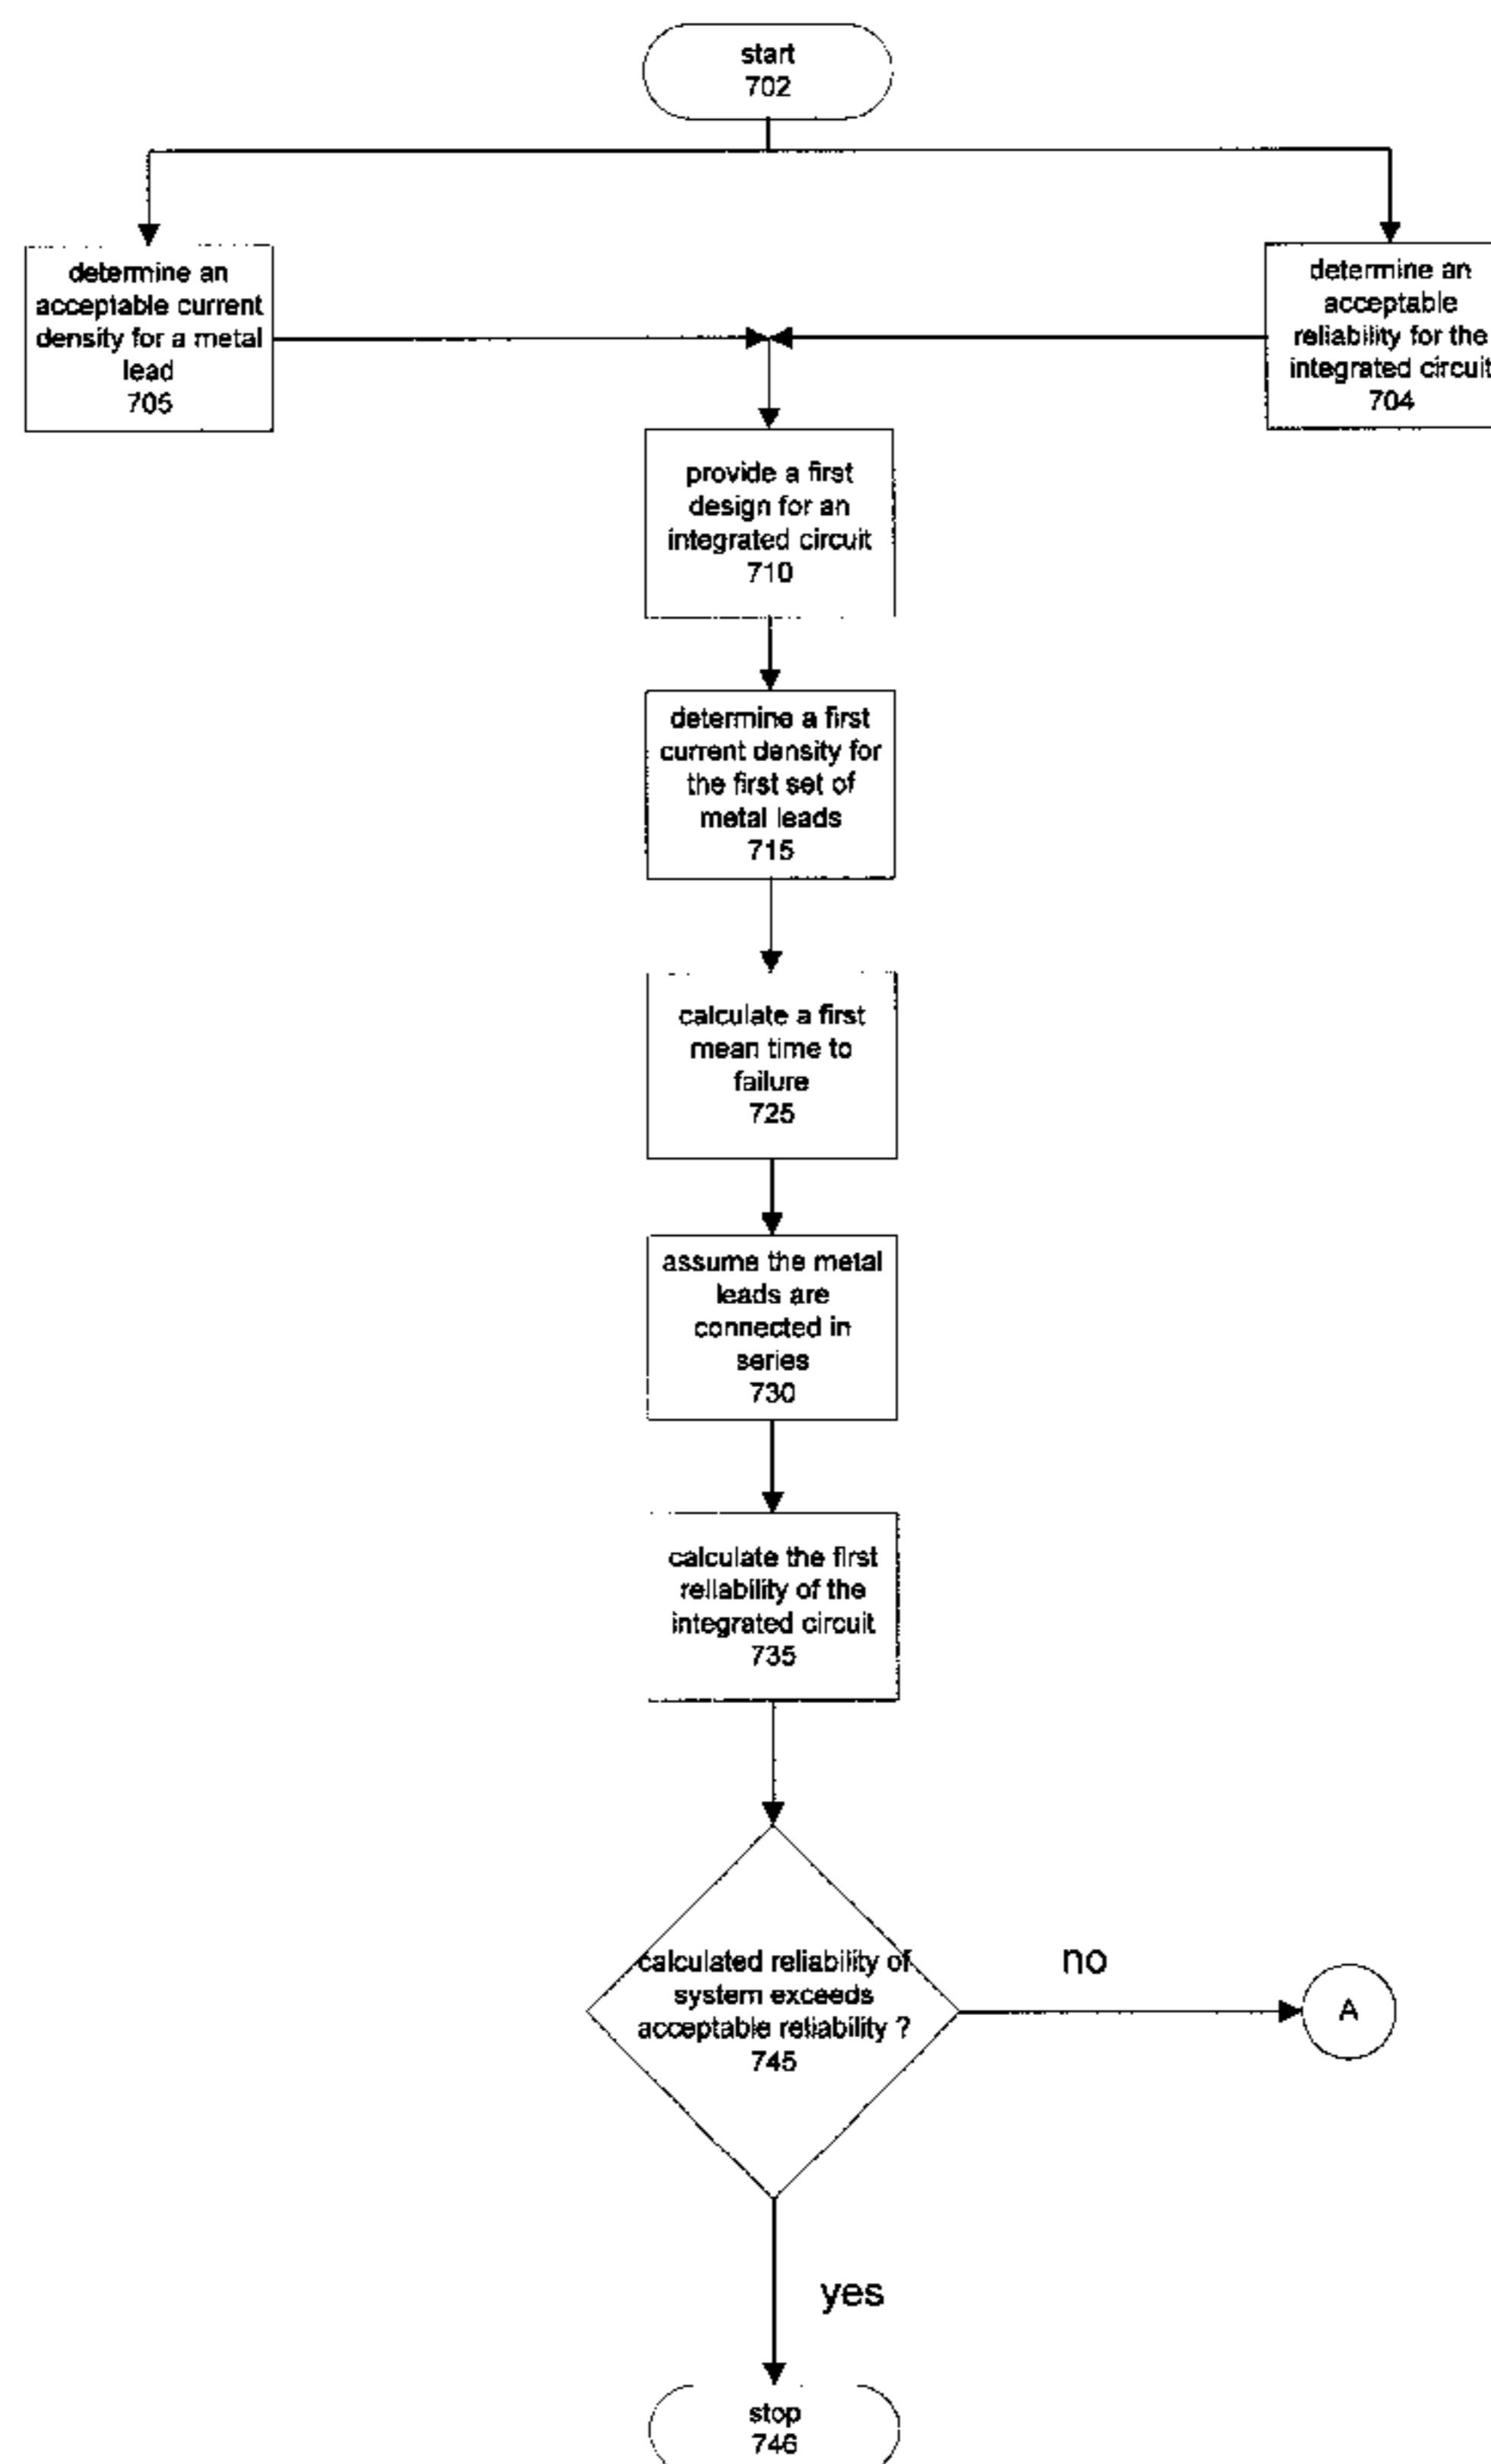 start
702
determine an
acceptable current
density for a metal
lead
705
determine an
acceptable
reliability for the
integrated circuit
704
provide a first
design for an
integrated circuit
710
determine a first
current density for
the first set of
metal leads
715
calculate a first
mean time to
failure
725
assume the metal
leads are
connected in
series
730
calculate the first
reliability of the
integrated circuit
735
calculated reliability of
system exceeds
acceptable reliability ?
745
no
A
yes
stop
746